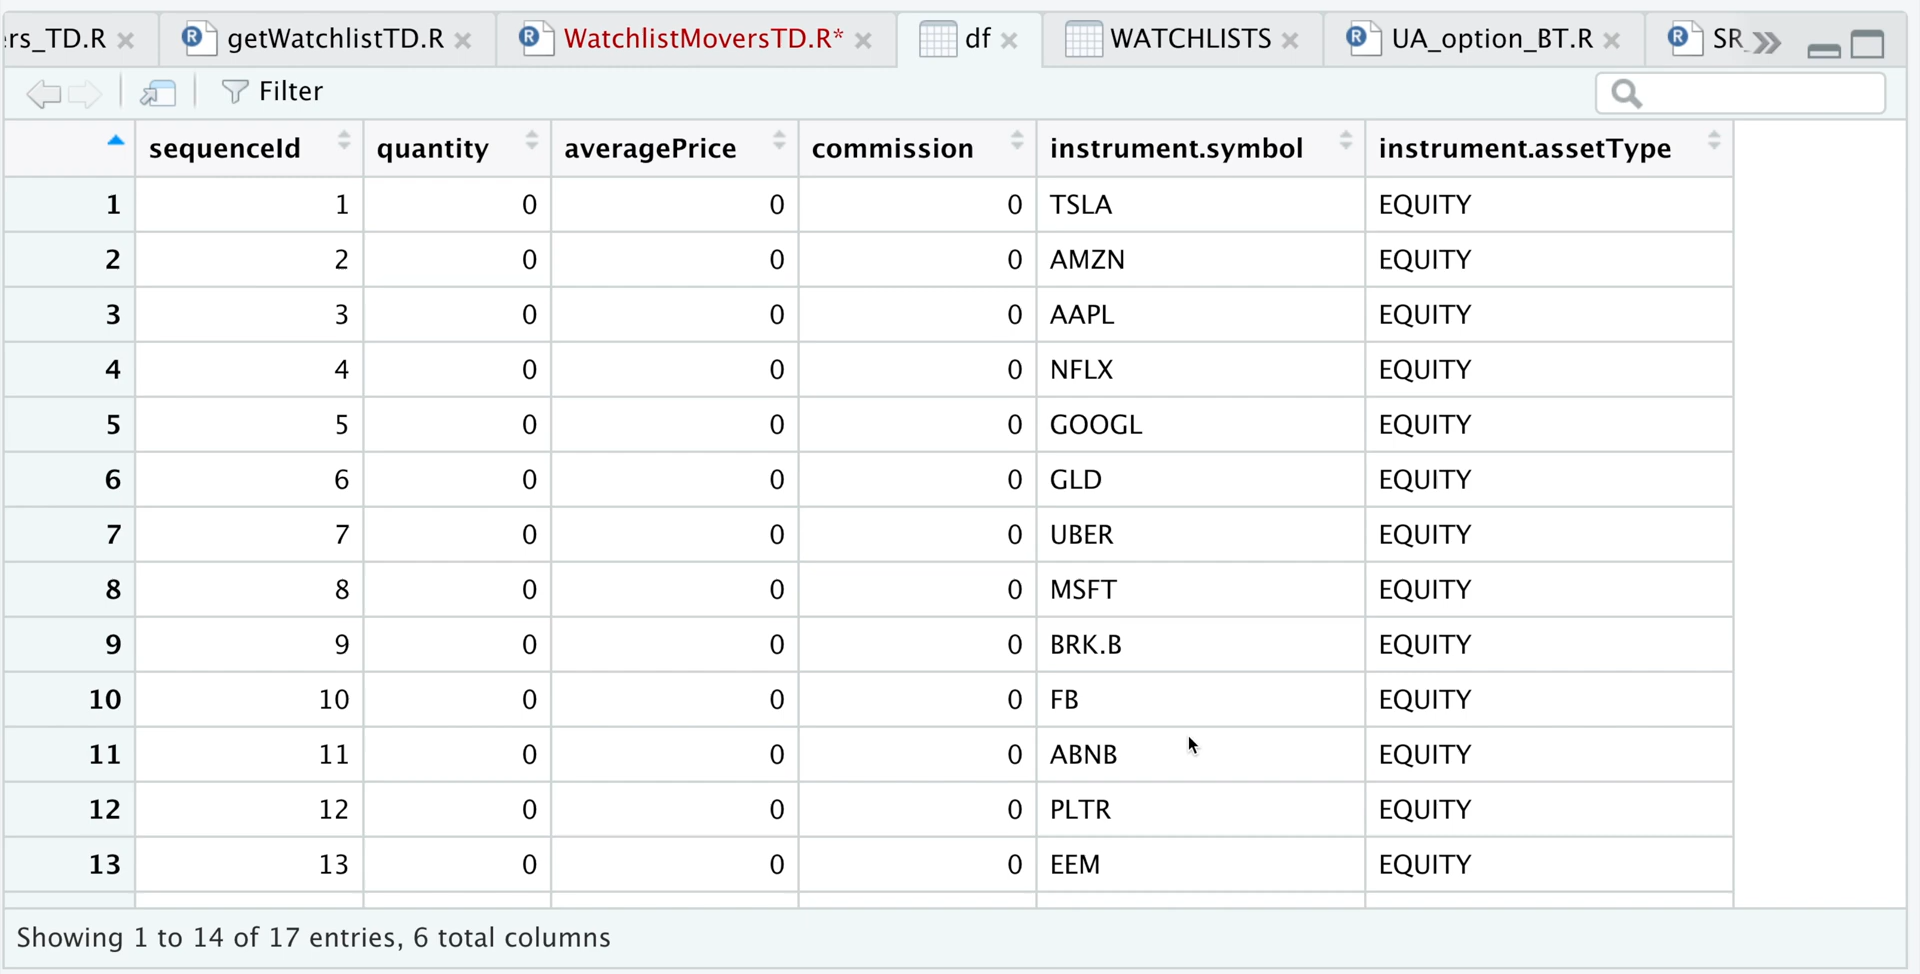 rs_TD.R getWatchlistTD.R WatchlistMoversTD.R* df WATCHLISTS UA_option_BT.R SR_
Filter
sequenceId quantity averagePrice commission instrument.symbol instrument.assetType
1 1 0 0 0 TSLA EQUITY
2 2 0 0 0 AMZN EQUITY
3 3 0 0 0 AAPL EQUITY
4 4 0 0 0 NFLX EQUITY
5 5 0 0 0 GOOGL EQUITY
6 6 0 0 0 GLD EQUITY
7 7 0 0 0 UBER EQUITY
8 8 0 0 0 MSFT EQUITY
9 9 0 0 0 BRK.B EQUITY
10 10 0 0 0 FB EQUITY
11 11 0 0 0 ABNB EQUITY
12 12 0 0 0 PLTR EQUITY
13 13 0 0 0 EEM EQUITY
Showing 1 to 14 of 17 entries, 6 total columns